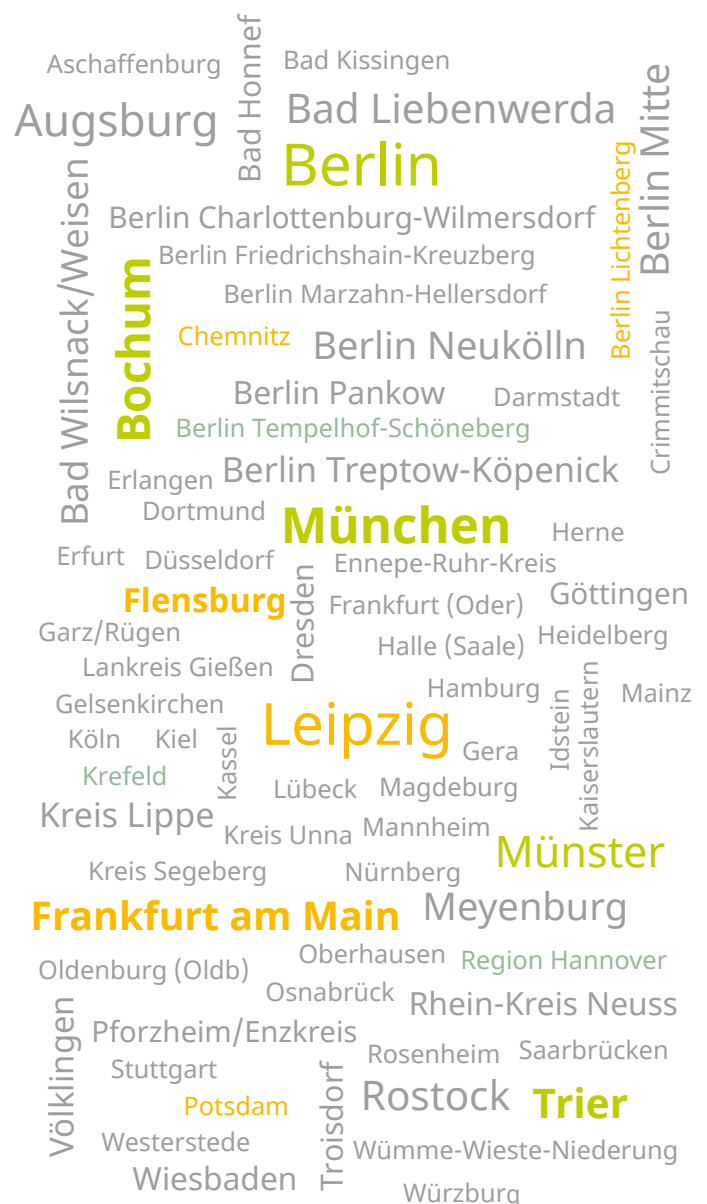 Aschaffenburg
Bad Honnef
Bad Kissingen
Augsburg
Bad Liebenwerda
Berlin Mitte
Berlin
Berlin Lichtenberg
Bad Wilsnack/Weisen
Berlin Charlottenburg-Wilmersdorf
Berlin Friedrichshain-Kreuzberg
Bochum
Berlin Marzahn-Hellersdorf
Chemnitz
Berlin Neukölln
Crimmitschau
Berlin Pankow
Darmstadt
Berlin Tempelhof-Schöneberg
Erlangen
Berlin Treptow-Köpenick
Dortmund
München
Herne
Erfurt
Düsseldorf
Ennepe-Ruhr-Kreis
Flensburg
Dresden
Frankfurt (Oder)
Göttingen
Garz/Rügen
Halle (Saale)
Heidelberg
Lankreis Gießen
Hamburg
Idstein
Kaiserslautern
Mainz
Gelsenkirchen
Leipzig
Köln
Kiel
Kassel
Gera
Krefeld
Lübeck
Magdeburg
Kreis Lippe
Kreis Unna
Mannheim
Münster
Kreis Segeberg
Nürnberg
Frankfurt am Main
Meyenburg
Oldenburg (Oldb)
Oberhausen
Region Hannover
Osnabrück
Rhein-Kreis Neuss
Völklingen
Pforzheim/Enzkreis
Rosenheim
Saarbrücken
Stuttgart
Troisdorf
Rostock
Trier
Potsdam
Westerstede
Wümme-Wieste-Niederung
Wiesbaden
Würzburg